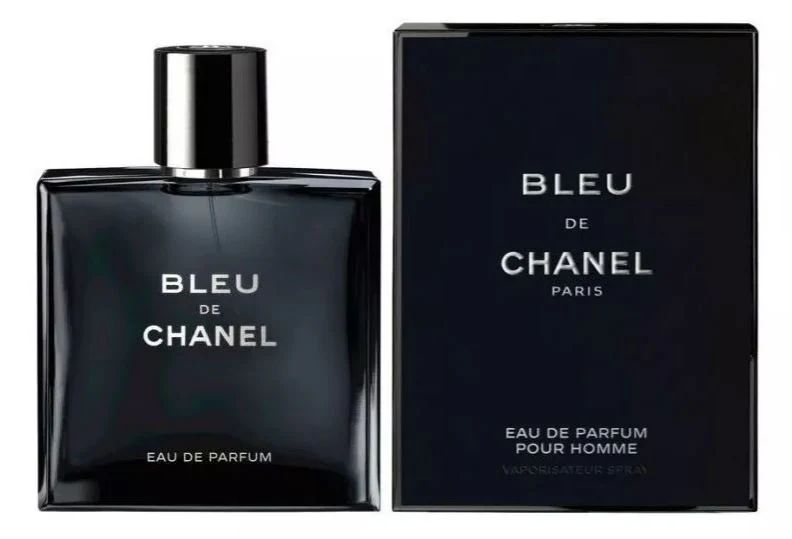 BLEU
DE
CHANEL
EAU DE PARFUM
BLEU
DE
CHANEL
PARIS
EAU DE PARFUM
POUR HOMME
VAPORISATEUR SPRAY